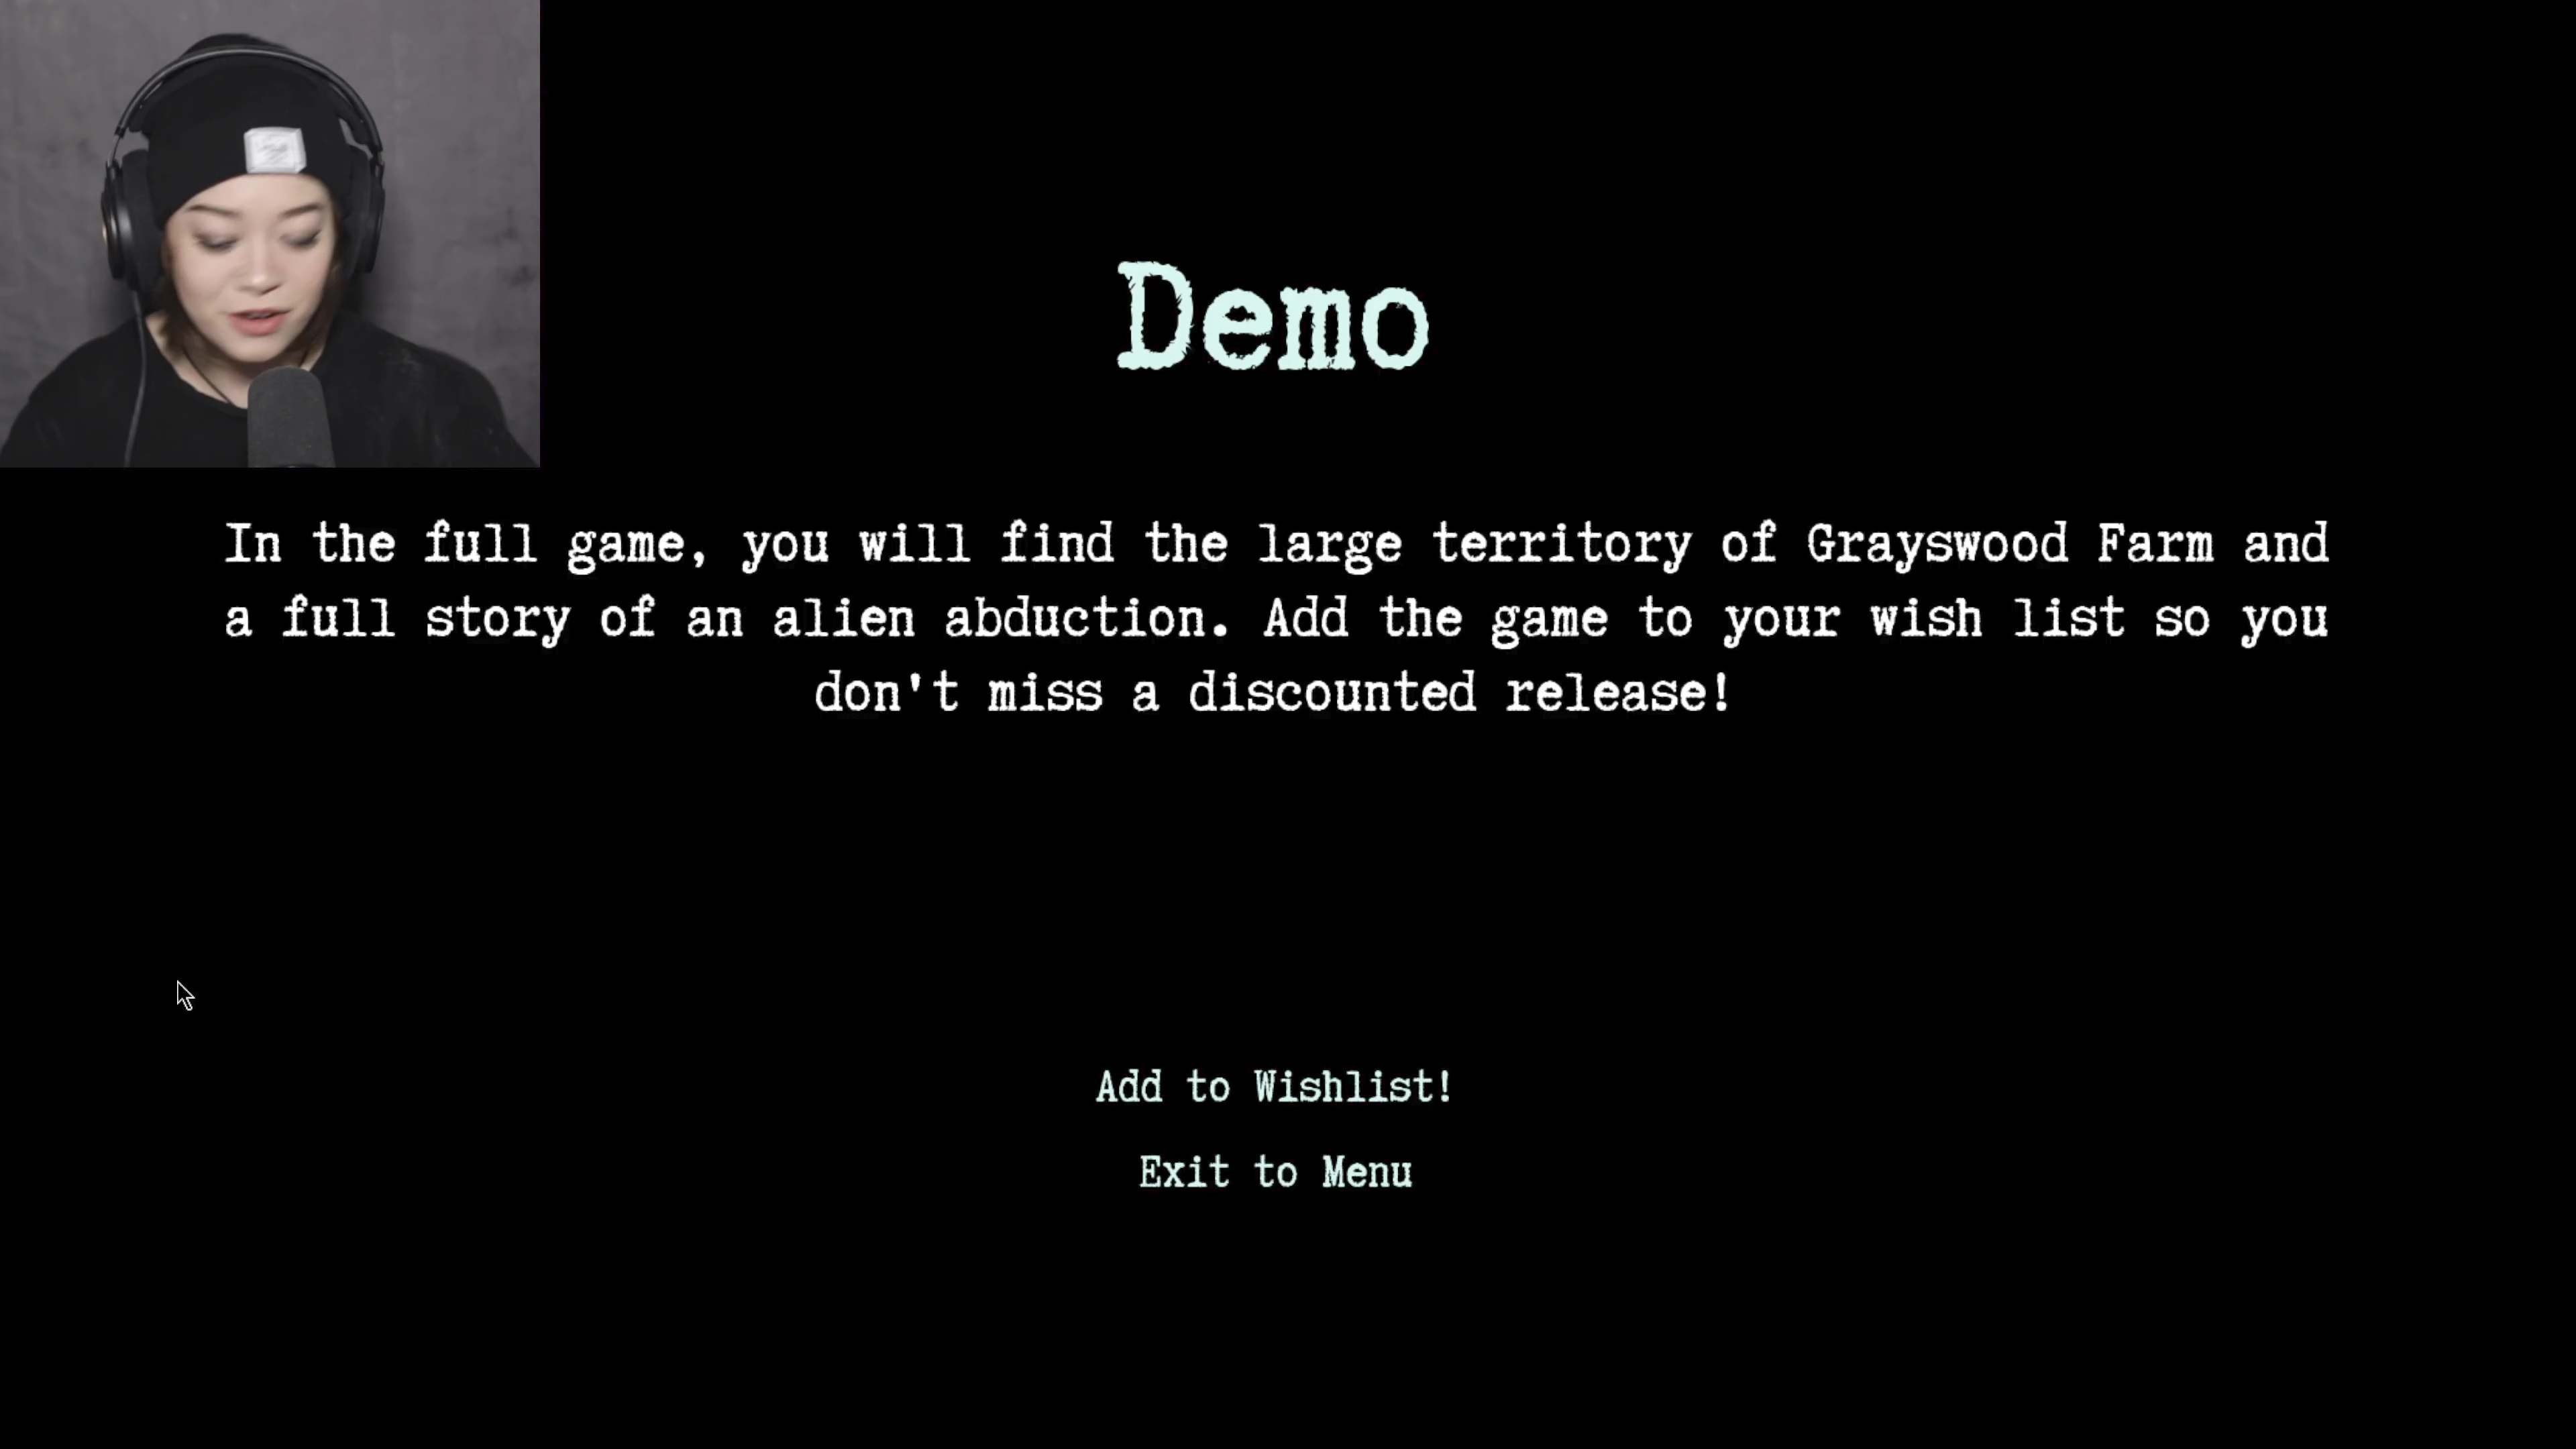 Demo
In the full game, you will find the large territory of Grayswood Farm and
a full story of an alien abduction. Add the game to your wish list so you
don't miss a discounted release!
Add to Wishlist!
Exit to Menu